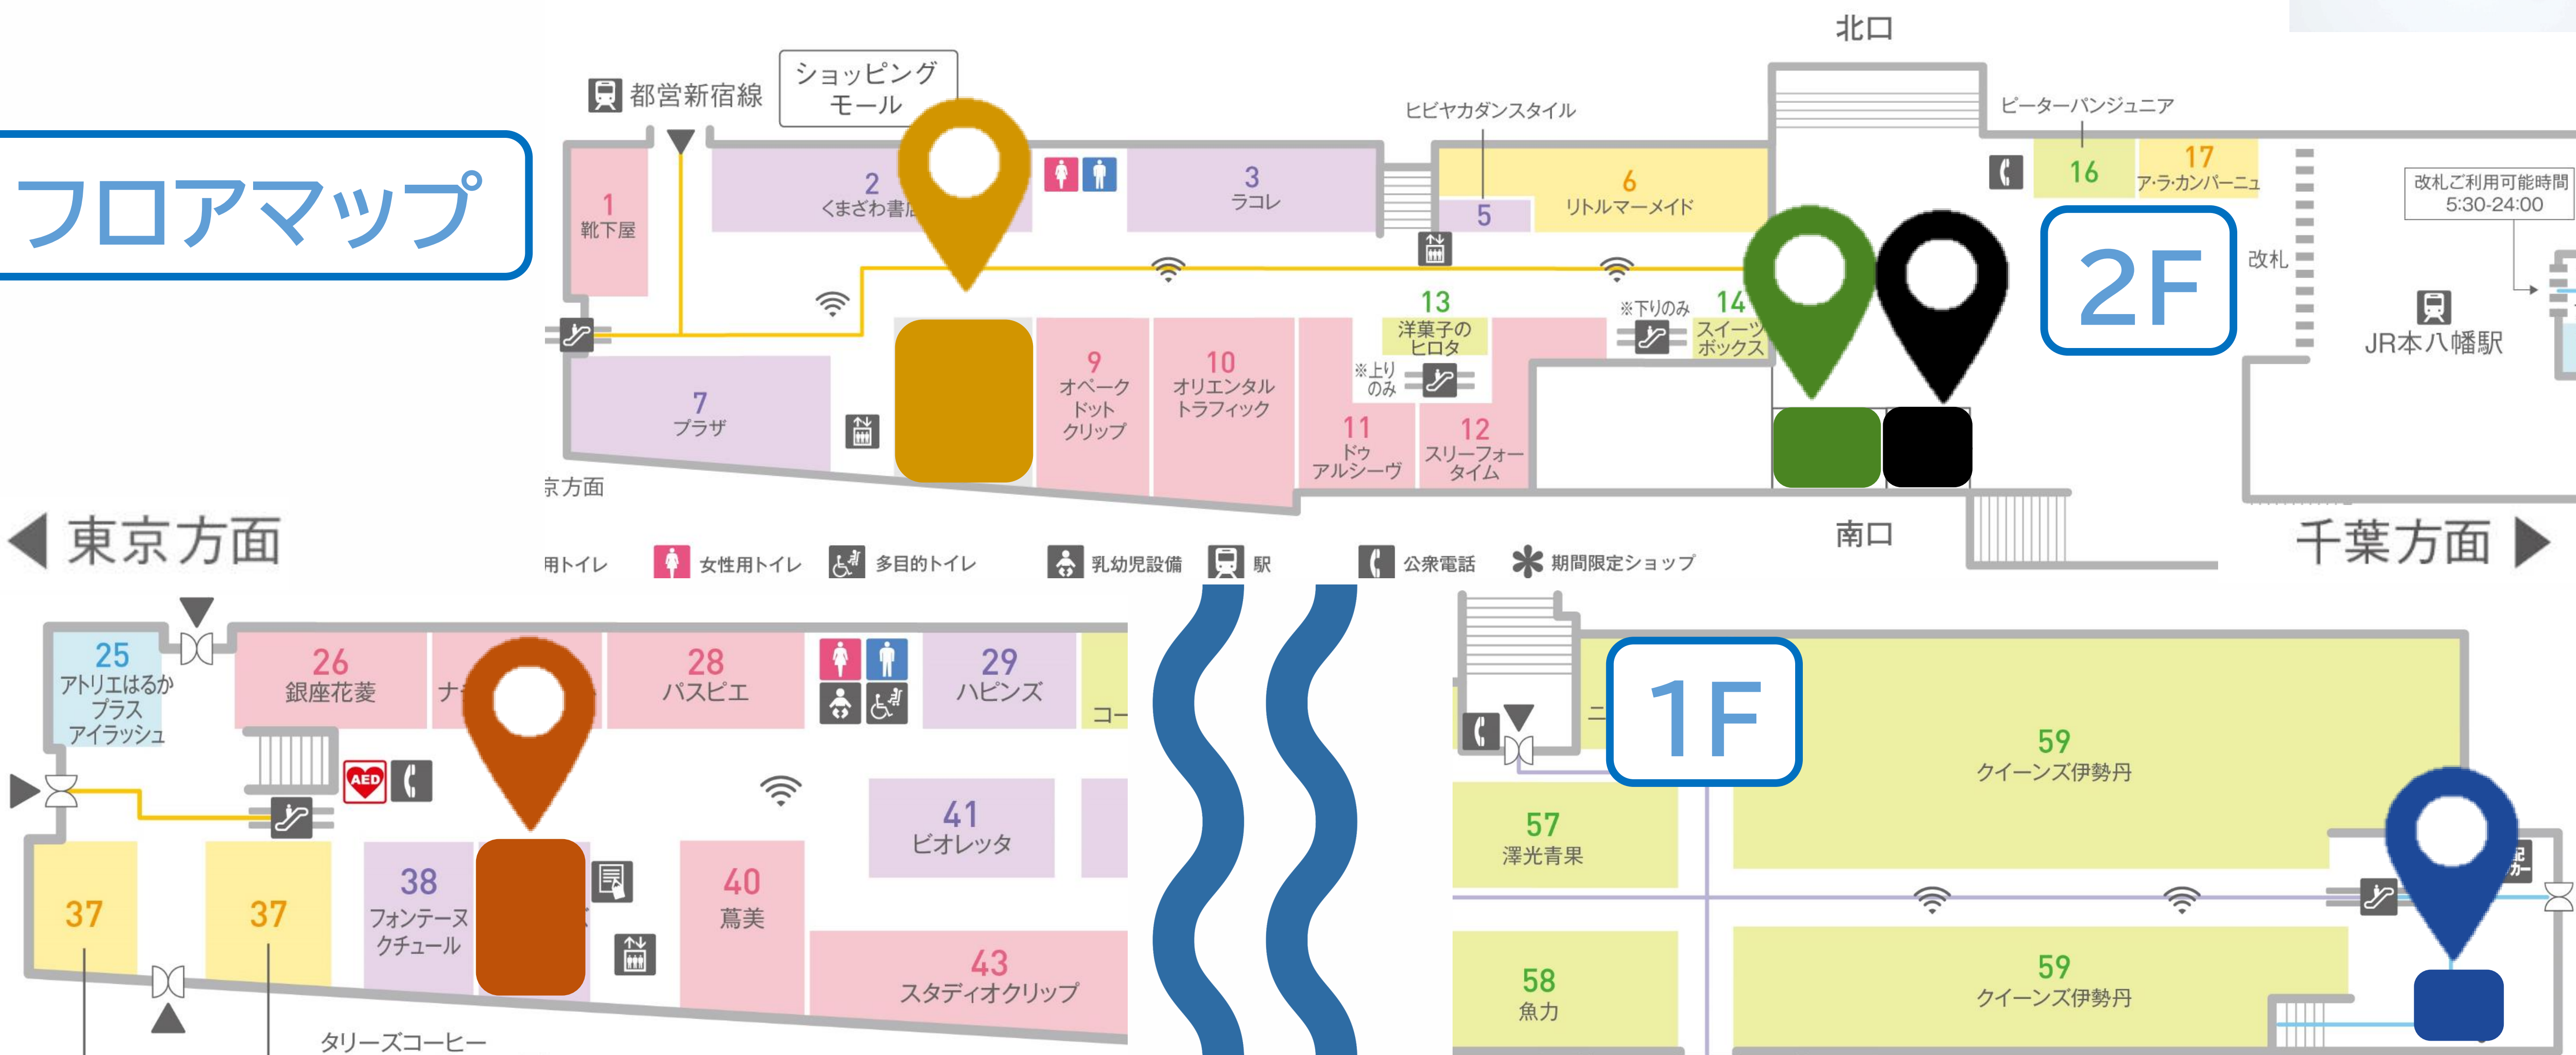 北口
都営新宿線
ショッピング
モール
ヒビヤカダンスタイル
ピーターパンジュニア
フロアマップ
1
靴下屋
2
くまざわ書店
3
ラコレ
5
6
リトルマーメイド
16
17
ア・ラ・カンパーニュ
改札ご利用可能時間
5:30-24:00
2F
改札
JR本八幡駅
7
プラザ
9
オペーク
ドット
クリップ
10
オリエンタル
トラフィック
13
洋菓子の
ヒロタ
※上り
のみ
11
ドゥ
アルシーヴ
12
スリーフォー
タイム
※下りのみ
14
スイーツ
ボックス
京方面
東京方面
南口
千葉方面
用トイレ
女性用トイレ
多目的トイレ
乳幼児設備
駅
公衆電話
期間限定ショップ
25
アトリエはるか
プラス
アイラッシュ
26
銀座花菱
ナ
28
パスピエ
29
ハピンズ
コー
AED
41
ビオレッタ
37
37
38
フォンテーヌ
クチュール
40
蔦美
43
スタディオクリップ
タリーズコーヒー
1F
ニ
59
クイーンズ伊勢丹
57
澤光青果
58
魚力
59
クイーンズ伊勢丹
配
カー